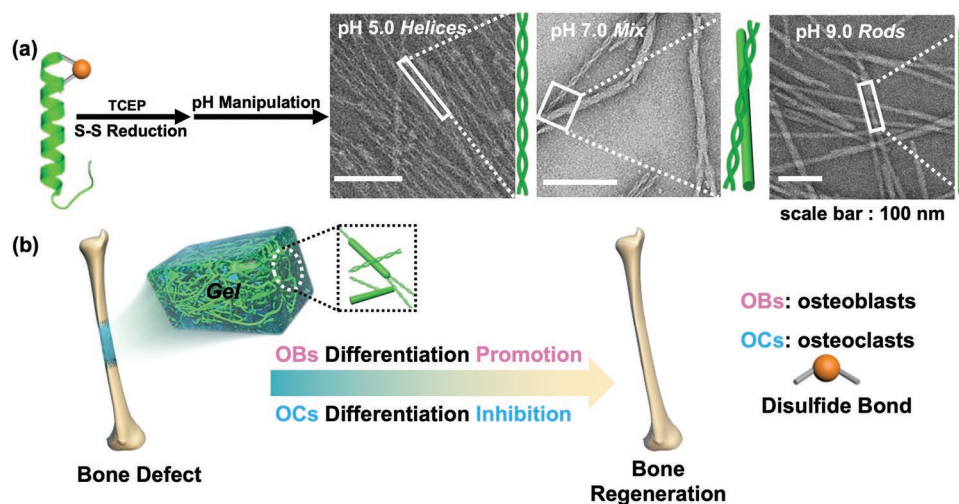 (a)
TCEP
S-S Reduction
pH Manipulation
pH 5.0 Helices
pH 7.0 Mix
pH 9.0 Rods
scale bar : 100 nm
(b)
Gel
OBs Differentiation Promotion
OCs Differentiation Inhibition
Bone Defect
Bone
Regeneration
OBs: osteoblasts
OCs: osteoclasts
Disulfide Bond